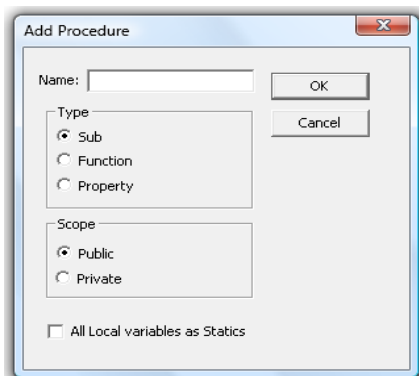 Add Procedure
Name:
OK
Cancel
Type
Sub
Function
Property
Scope
Public
Private
All Local variables as Statics